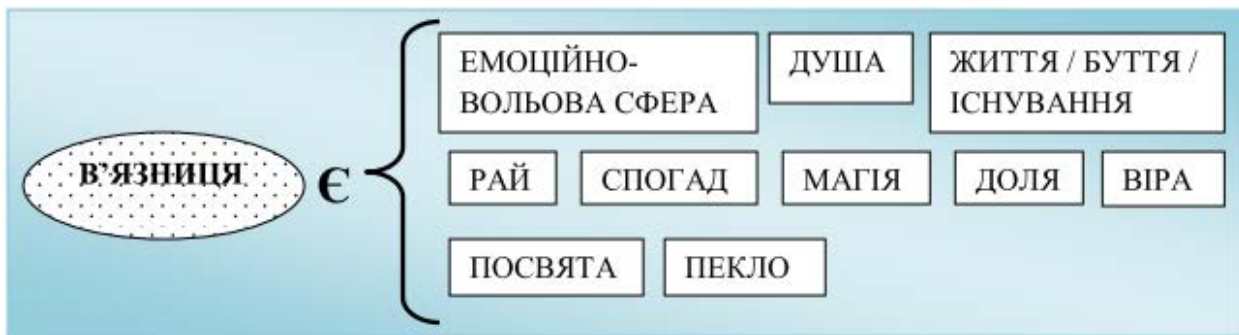 В’ЯЗНИЦЯ
Є
ЕМОЦІЙНО-
ВОЛЬОВА СФЕРА
ДУША
ЖИТТЯ / БУТТЯ /
ІСНУВАННЯ
РАЙ
СПОГАД
МАГІЯ
ДОЛЯ
ВІРА
ПОСВЯТА
ПЕКЛО